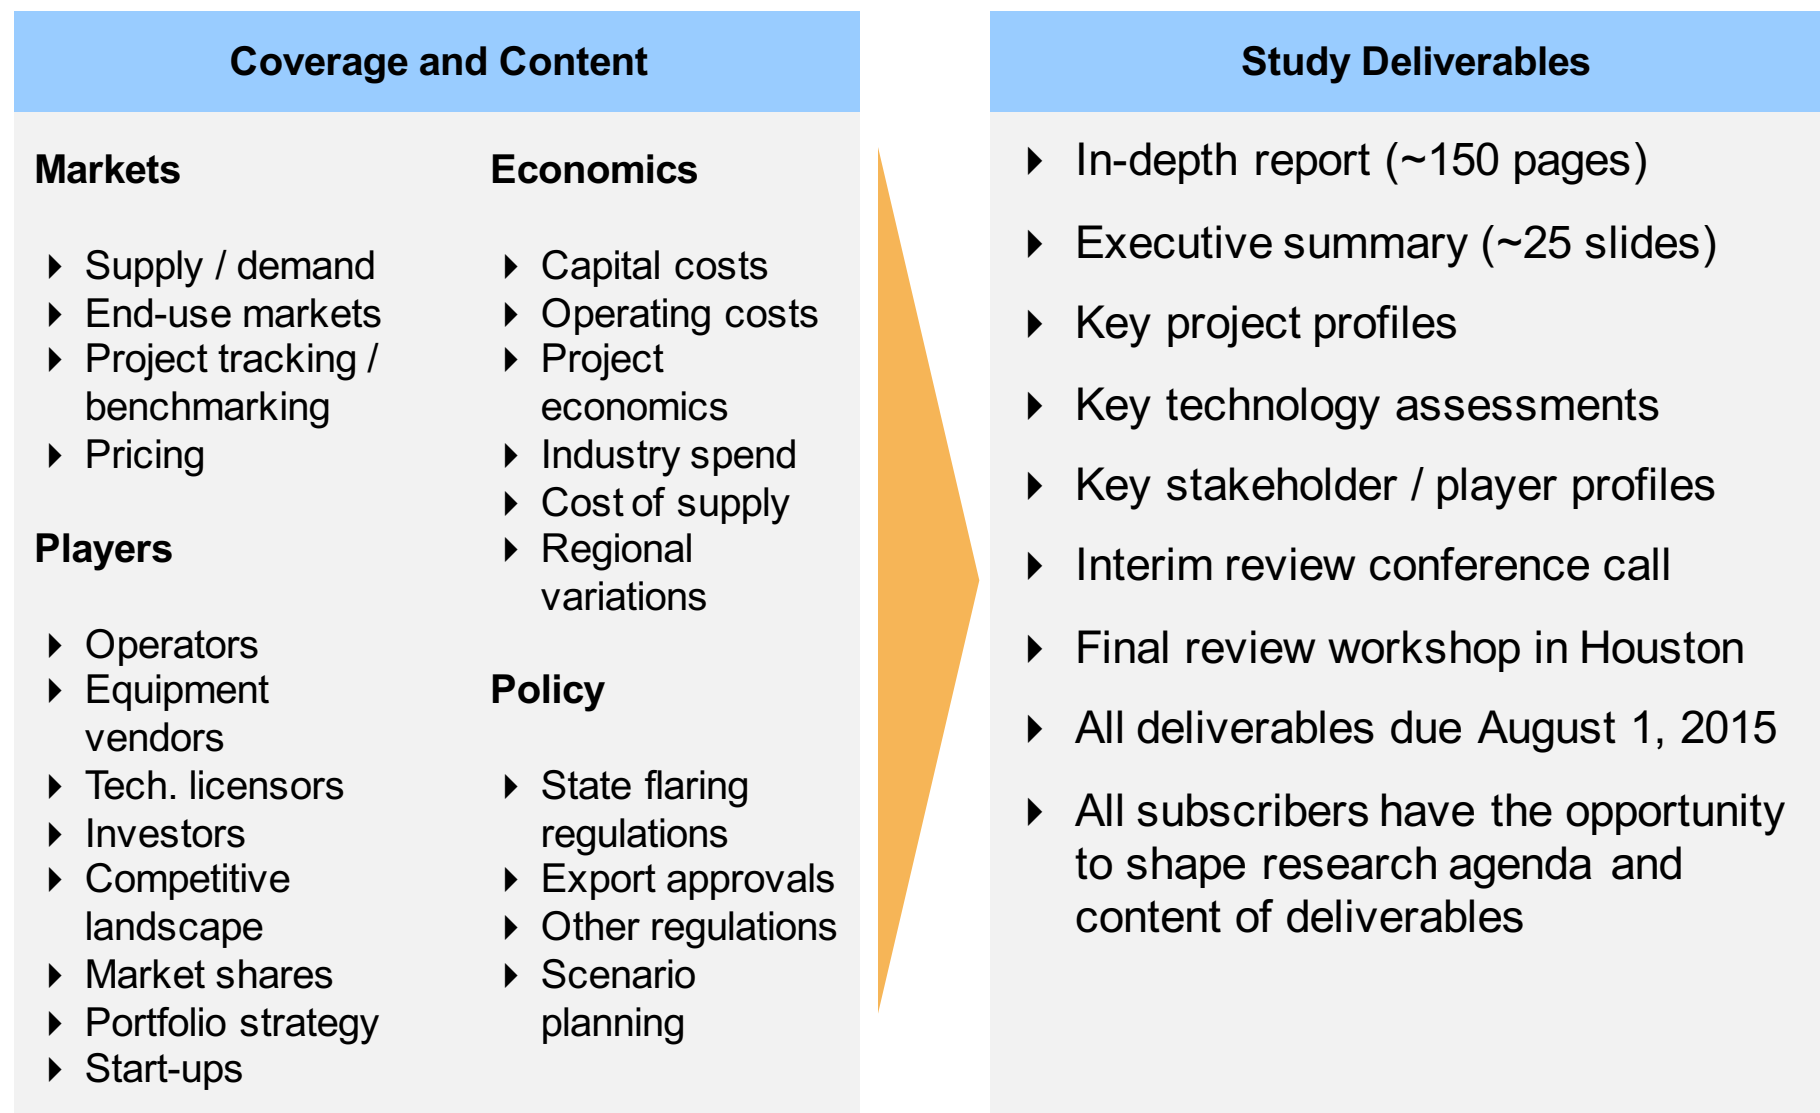 Coverage and Content
Markets
Supply / demand
End-use markets
Project tracking /
benchmarking
Pricing
Players
Operators
Equipment
vendors
Tech. licensors
Investors
Competitive
landscape
Market shares
Portfolio strategy
Start-ups
Economics
Capital costs
Operating costs
Project
economics
Industry spend
Cost of supply
Regional
variations
Policy
State flaring
regulations
Export approvals
Other regulations
Scenario
planning
Study Deliverables
In-depth report (~150 pages)
Executive summary (~25 slides)
Key project profiles
Key technology assessments
Key stakeholder / player profiles
Interim review conference call
Final review workshop in Houston
All deliverables due August 1, 2015
All subscribers have the opportunity
to shape research agenda and
content of deliverables